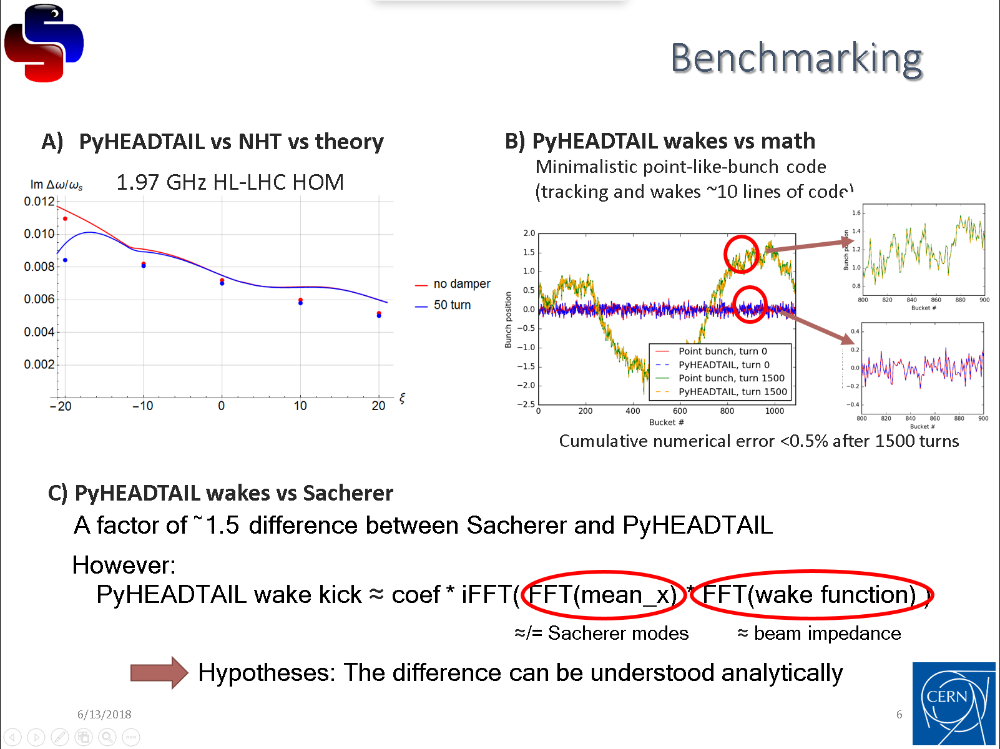 Benchmarking
A) PyHEADTAIL vs NHT vs theory
1.97 GHz HL-LHC HOM
Im Δω/ωs
0.012
0.010
0.008
0.006
0.004
0.002
−20
−10
0
10
20
ξ
no damper
50 turn
B) PyHEADTAIL wakes vs math
Minimalistic point-like-bunch code
(tracking and wakes ~10 lines of code)
2.0
1.5
1.0
0.5
0.0
−0.5
−1.0
−1.5
−2.0
−2.5
Bunch position
0
200
400
600
800
1000
Bucket #
Point bunch, turn 0
PyHEADTAIL, turn 0
Point bunch, turn 1500
PyHEADTAIL, turn 1500
1.6
1.4
1.2
1.0
0.8
Bunch position
800
820
840
860
880
900
Bucket #
0.4
0.2
0.0
−0.2
−0.4
800
820
840
860
880
900
Bucket #
Cumulative numerical error <0.5% after 1500 turns
C) PyHEADTAIL wakes vs Sacherer
A factor of ~1.5 difference between Sacherer and PyHEADTAIL
However:
PyHEADTAIL wake kick ≈ coef * iFFT( FFT(mean_x) * FFT(wake function) )
≈/= Sacherer modes
≈ beam impedance
Hypotheses: The difference can be understood analytically
6/13/2018
6
CERN